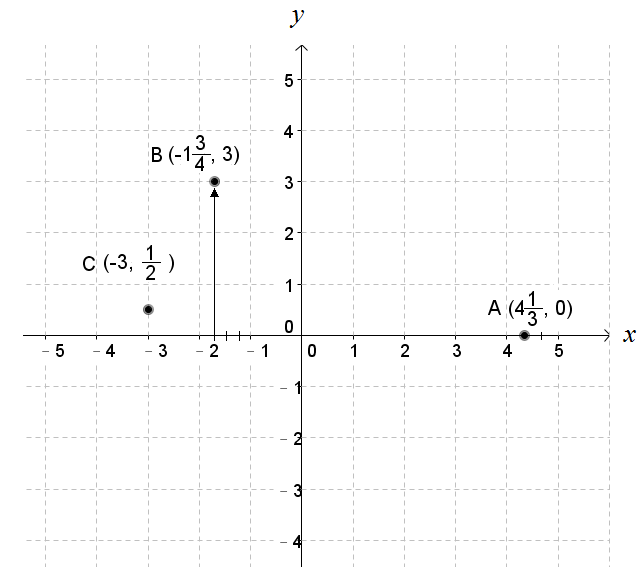 y
5
4
B (-1 3/4, 3)
3
2
C (-3, 1/2 )
1
A (4 1/3, 0)
0
x
- 5 - 4 - 3 - 2 - 1 0 1 2 3 4 5
- 1
- 2
- 3
- 4